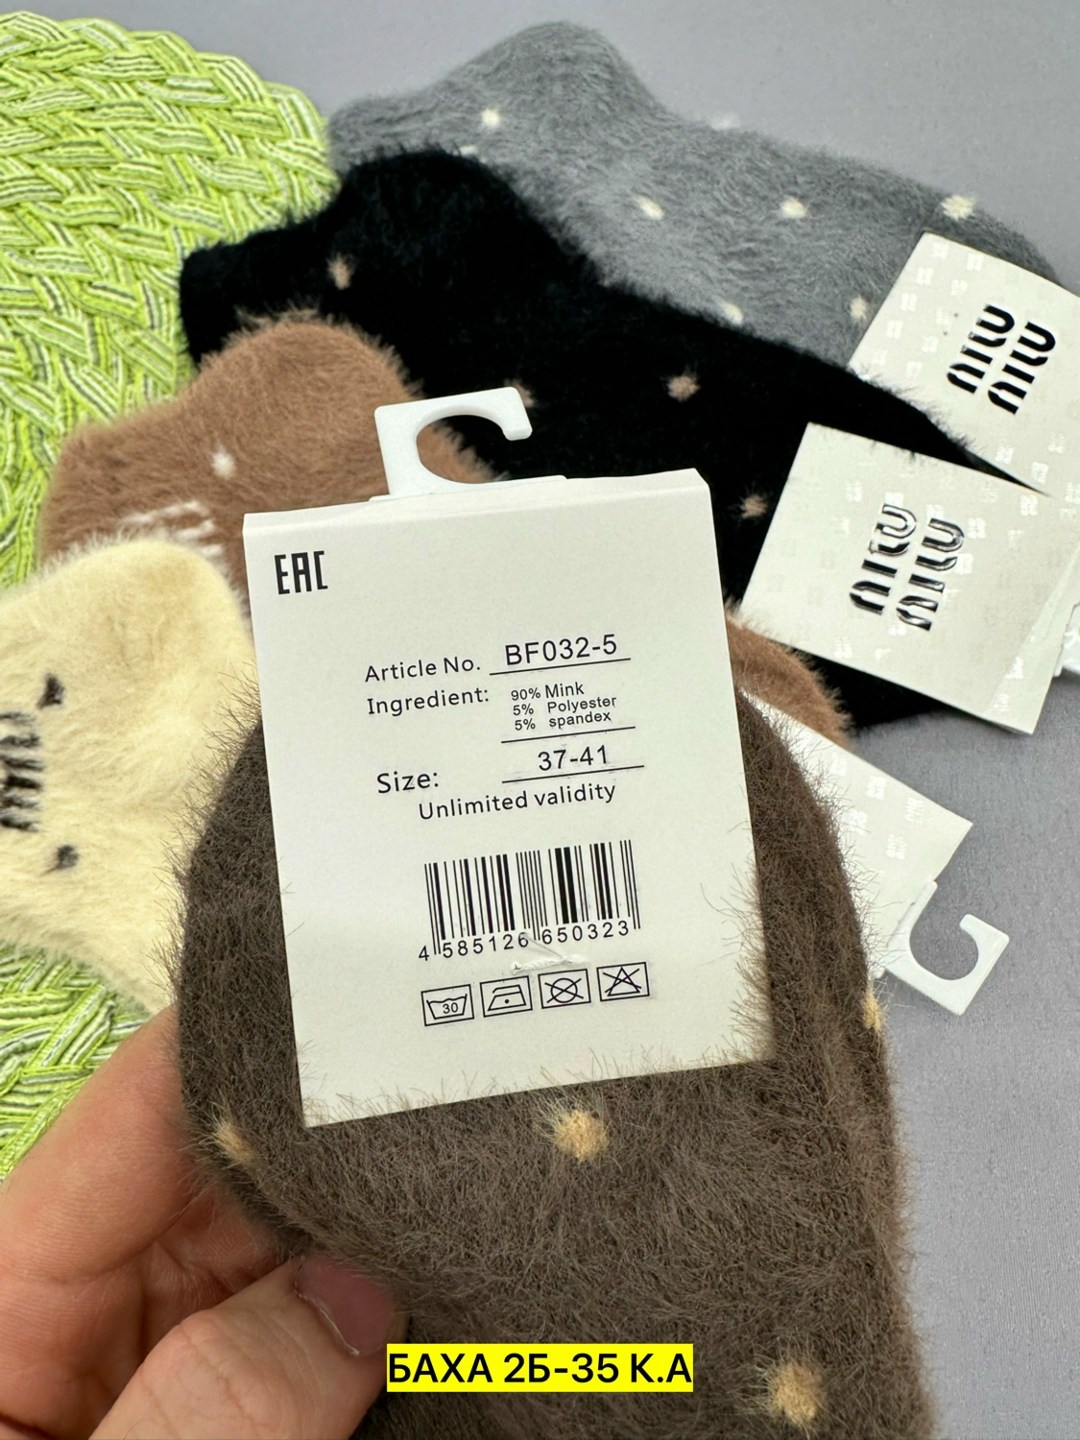 MIU
MIU
MIU
MIU
EAC
Article No. BF032-5
Ingredient: 90% Mink
5% Polyester
5% spandex
Size: 37-41
Unlimited validity
4 585126 650323
30
БАХА 2Б-35 К.А